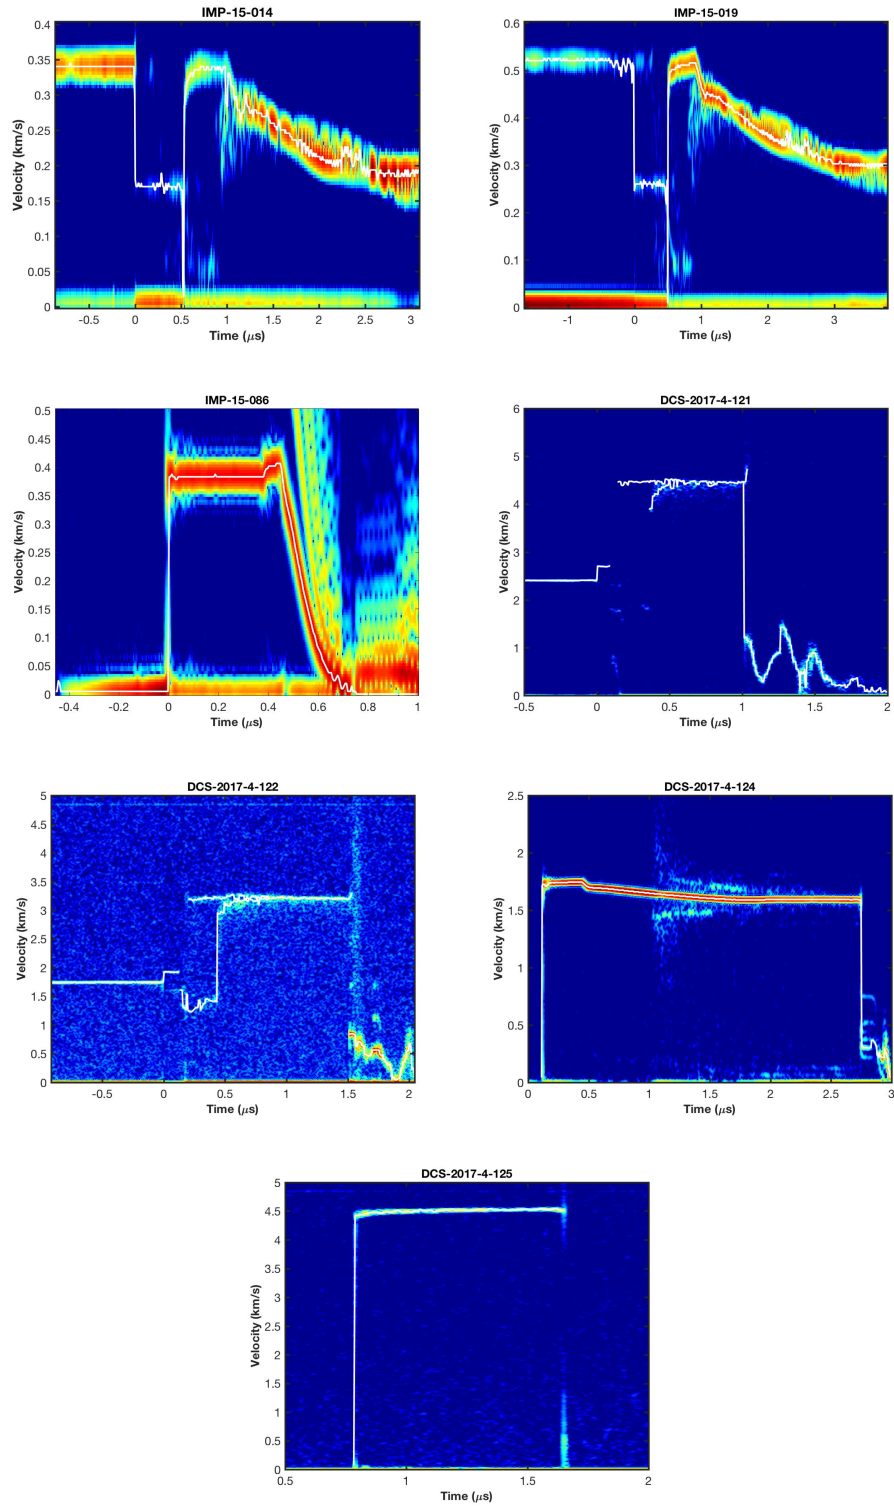 IMP-15-014
Velocity (km/s)
0.4
0.35
0.3
0.25
0.2
0.15
0.1
0.05
0
-0.5 0 0.5 1 1.5 2 2.5 3
Time (μs)
IMP-15-019
Velocity (km/s)
0.6
0.5
0.4
0.3
0.2
0.1
0
-1 0 1 2 3
Time (μs)
IMP-15-086
Velocity (km/s)
0.5
0.45
0.4
0.35
0.3
0.25
0.2
0.15
0.1
0.05
0
-0.4 -0.2 0 0.2 0.4 0.6 0.8 1
Time (μs)
DCS-2017-4-121
Velocity (km/s)
6
5
4
3
2
1
0
-0.5 0 0.5 1 1.5 2
Time (μs)
DCS-2017-4-122
Velocity (km/s)
5
4.5
4
3.5
3
2.5
2
1.5
1
0.5
0
-0.5 0 0.5 1 1.5 2
Time (μs)
DCS-2017-4-124
Velocity (km/s)
2.5
2
1.5
1
0.5
0
0 0.5 1 1.5 2 2.5 3
Time (μs)
DCS-2017-4-125
Velocity (km/s)
5
4.5
4
3.5
3
2.5
2
1.5
1
0.5
0
0.5 1 1.5 2
Time (μs)